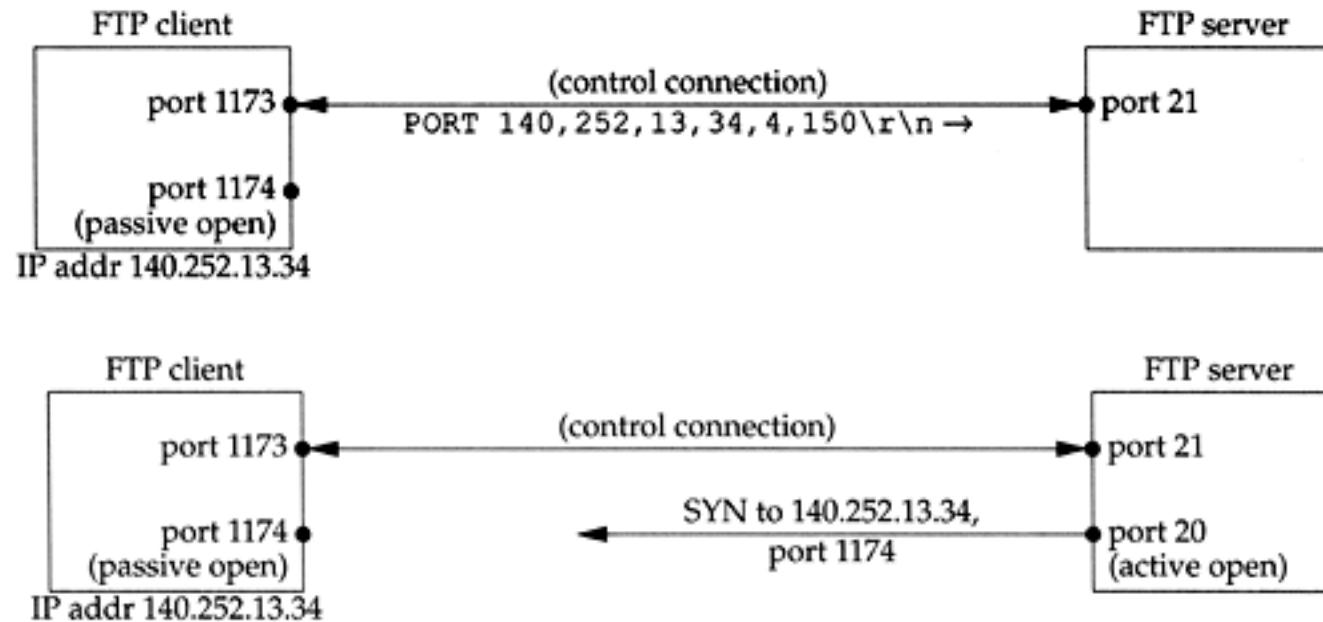 FTP client
FTP server
port 1173
(control connection)
port 21
PORT 140,252,13,34,4,150\r\n →
port 1174
(passive open)
IP addr 140.252.13.34
FTP client
FTP server
port 1173
(control connection)
port 21
port 1174
SYN to 140.252.13.34,
port 20
(passive open)
port 1174
(active open)
IP addr 140.252.13.34